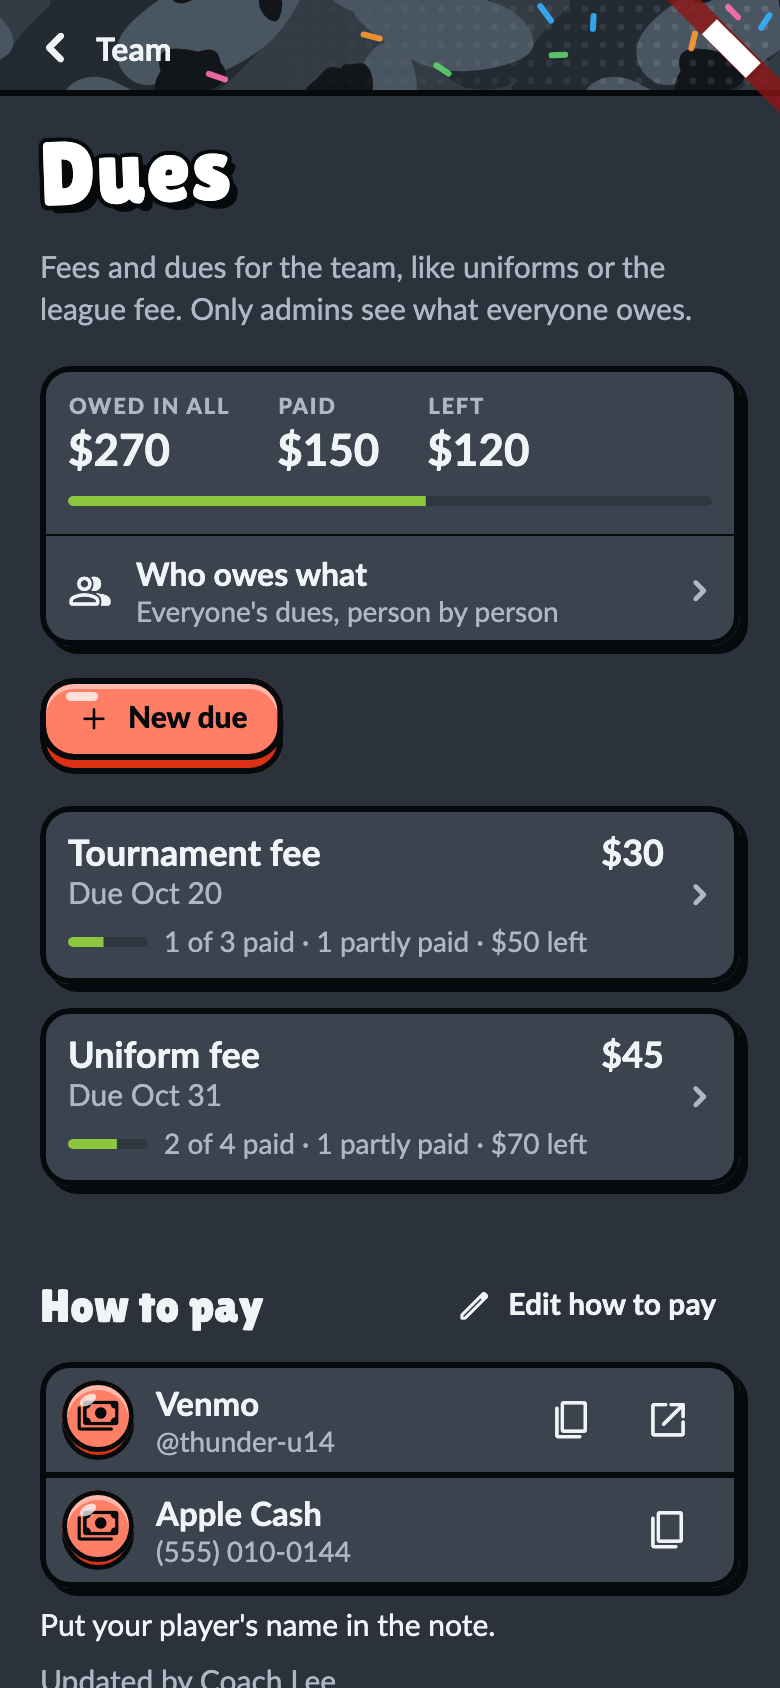 Team
Dues
Fees and dues for the team, like uniforms or the
league fee. Only admins see what everyone owes.
OWED IN ALL PAID LEFT
$270 $150 $120
Who owes what
Everyone's dues, person by person
New due
Tournament fee $30
Due Oct 20
1 of 3 paid · 1 partly paid · $50 left
Uniform fee $45
Due Oct 31
2 of 4 paid · 1 partly paid · $70 left
How to pay Edit how to pay
Venmo
@thunder-u14
Apple Cash
(555) 010-0144
Put your player's name in the note.
Updated by Coach Lee